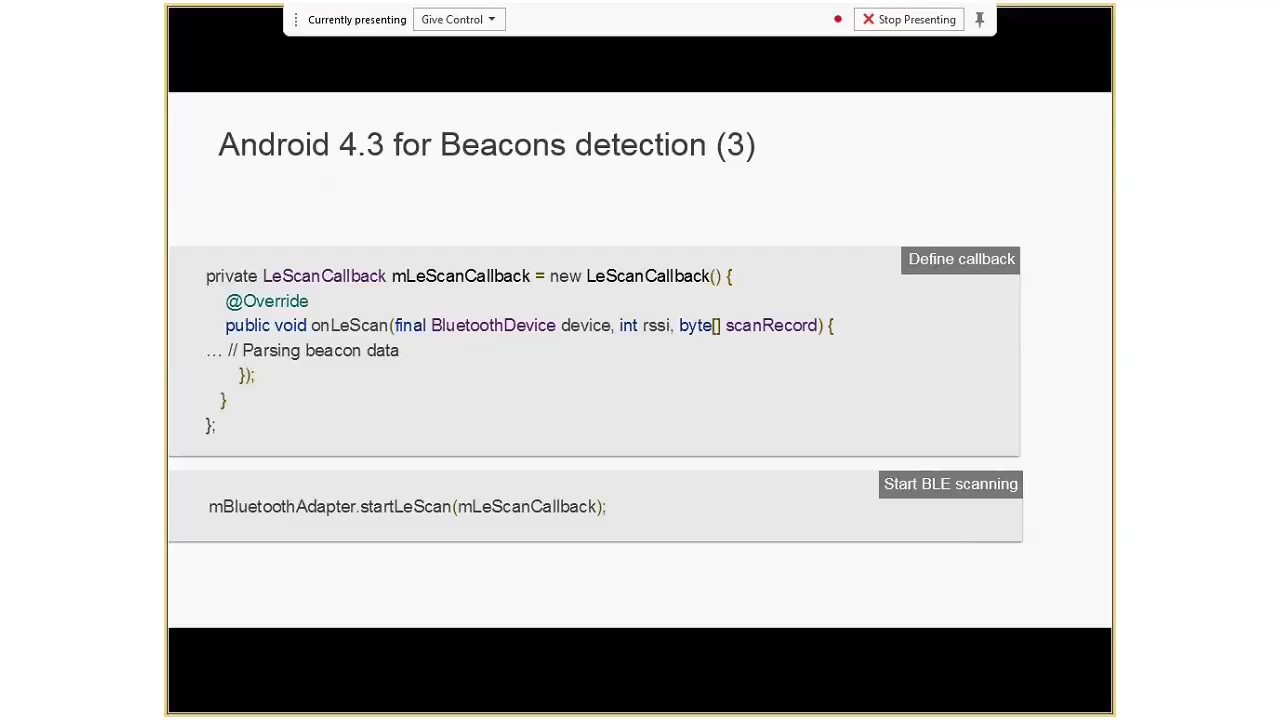 Currently presenting Give Control Stop Presenting
Android 4.3 for Beacons detection (3)
Define callback
private LeScanCallback mLeScanCallback = new LeScanCallback() {
@Override
public void onLeScan(final BluetoothDevice device, int rssi, byte[] scanRecord) {
… // Parsing beacon data
});
}
};
Start BLE scanning
mBluetoothAdapter.startLeScan(mLeScanCallback);